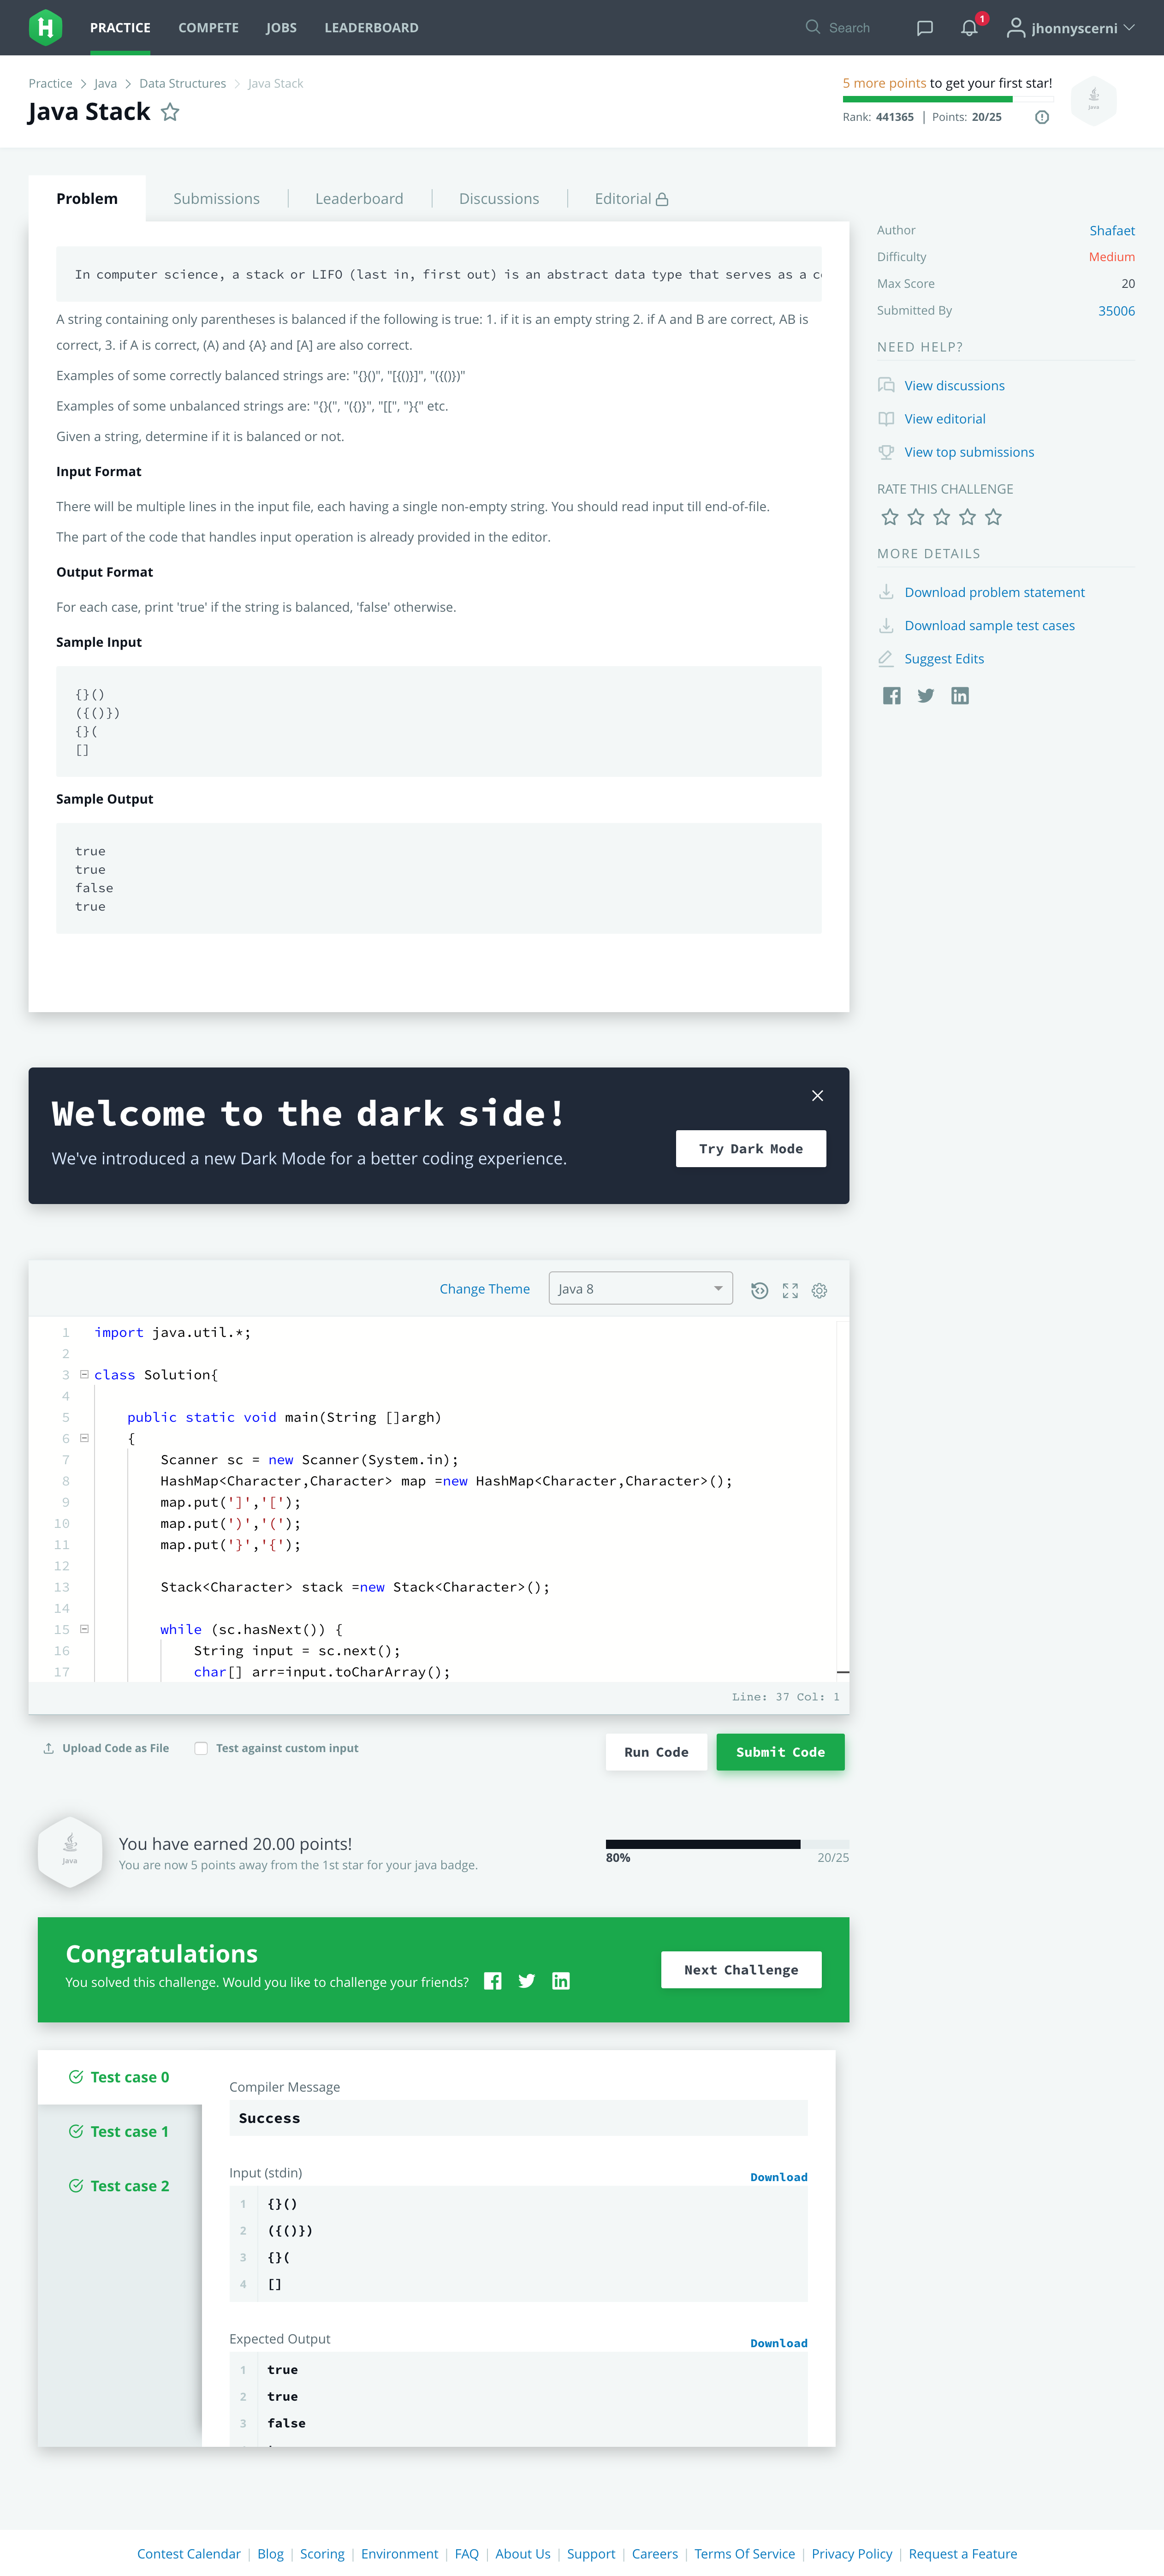 PRACTICE COMPETE JOBS LEADERBOARD Search 1 jhonnyscerni
Practice > Java > Data Structures > Java Stack
Java Stack
5 more points to get your first star!
Rank: 441365 | Points: 20/25
Java
Problem Submissions Leaderboard Discussions Editorial
In computer science, a stack or LIFO (last in, first out) is an abstract data type that serves as a
A string containing only parentheses is balanced if the following is true: 1. if it is an empty string 2. if A and B are correct, AB is
correct, 3. if A is correct, (A) and {A} and [A] are also correct.
Examples of some correctly balanced strings are: "{}()", "[{()}]", "({()})"
Examples of some unbalanced strings are: "{}(", "({)}", "[[", "}{" etc.
Given a string, determine if it is balanced or not.
Input Format
There will be multiple lines in the input file, each having a single non-empty string. You should read input till end-of-file.
The part of the code that handles input operation is already provided in the editor.
Output Format
For each case, print 'true' if the string is balanced, 'false' otherwise.
Sample Input
{}()
({()})
{}(
[]
Sample Output
true
true
false
true
Author Shafaet
Difficulty Medium
Max Score 20
Submitted By 35006
NEED HELP?
View discussions
View editorial
View top submissions
RATE THIS CHALLENGE
MORE DETAILS
Download problem statement
Download sample test cases
Suggest Edits
Welcome to the dark side!
We've introduced a new Dark Mode for a better coding experience.
Try Dark Mode
Change Theme Java 8
1 import java.util.*;
2
3 class Solution{
4
5 public static void main(String []argh)
6 {
7 Scanner sc = new Scanner(System.in);
8 HashMap<Character,Character> map =new HashMap<Character,Character>();
9 map.put(']','[');
10 map.put(')','(');
11 map.put('}','{');
12
13 Stack<Character> stack =new Stack<Character>();
14
15 while (sc.hasNext()) {
16 String input = sc.next();
17 char[] arr=input.toCharArray();
Line: 37 Col: 1
Upload Code as File Test against custom input Run Code Submit Code
Java
You have earned 20.00 points!
You are now 5 points away from the 1st star for your java badge.
80% 20/25
Congratulations
You solved this challenge. Would you like to challenge your friends?
Next Challenge
Test case 0
Test case 1
Test case 2
Compiler Message
Success
Input (stdin) Download
1 {}()
2 ({()})
3 {}(
4 []
Expected Output Download
1 true
2 true
3 false
Contest Calendar | Blog | Scoring | Environment | FAQ | About Us | Support | Careers | Terms Of Service | Privacy Policy | Request a Feature